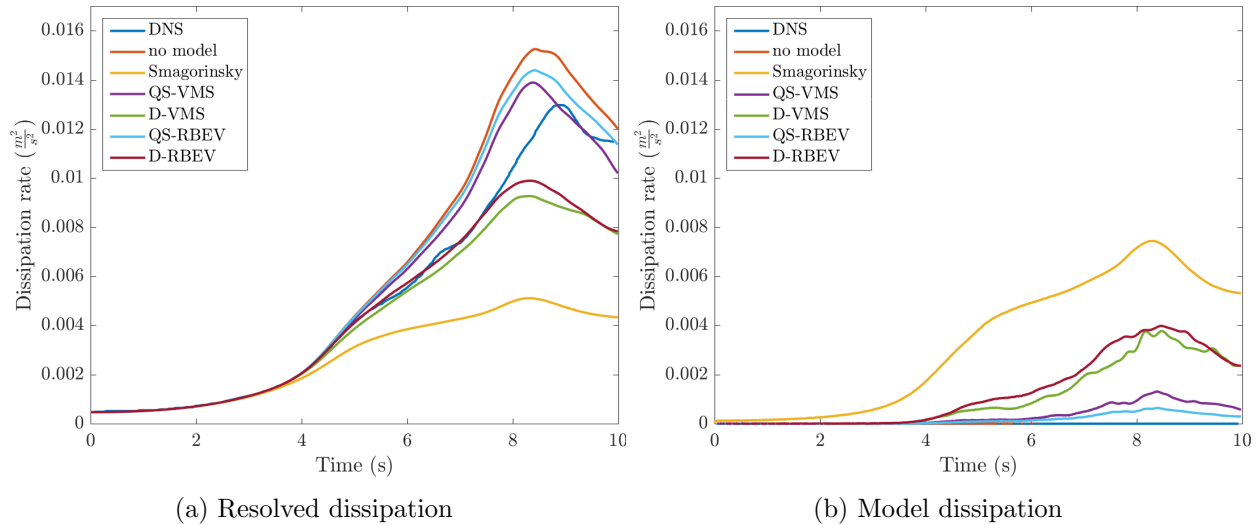 0.016
0.014
0.012
0.01
0.008
0.006
0.004
0.002
0
Dissipation rate (m²/s²)
DNS
no model
Smagorinsky
QS-VMS
D-VMS
QS-RBEV
D-RBEV
0 2 4 6 8 10
Time (s)
(a) Resolved dissipation
0.016
0.014
0.012
0.01
0.008
0.006
0.004
0.002
0
Dissipation rate (m²/s²)
DNS
no model
Smagorinsky
QS-VMS
D-VMS
QS-RBEV
D-RBEV
0 2 4 6 8 10
Time (s)
(b) Model dissipation